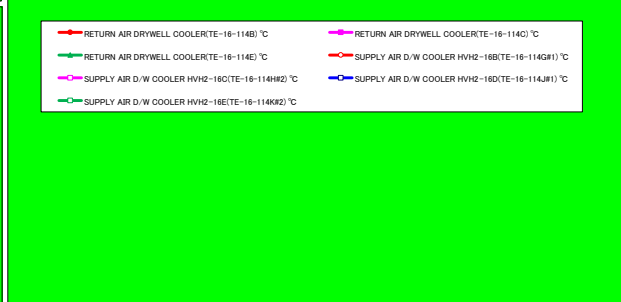 RETURN AIR DRYWELL COOLER(TE-16-114B) ℃
RETURN AIR DRYWELL COOLER(TE-16-114C) ℃
RETURN AIR DRYWELL COOLER(TE-16-114E) ℃
SUPPLY AIR D/W COOLER HVH2-16B(TE-16-114G#1) ℃
SUPPLY AIR D/W COOLER HVH2-16C(TE-16-114H#2) ℃
SUPPLY AIR D/W COOLER HVH2-16D(TE-16-114J#1) ℃
SUPPLY AIR D/W COOLER HVH2-16E(TE-16-114K#2) ℃